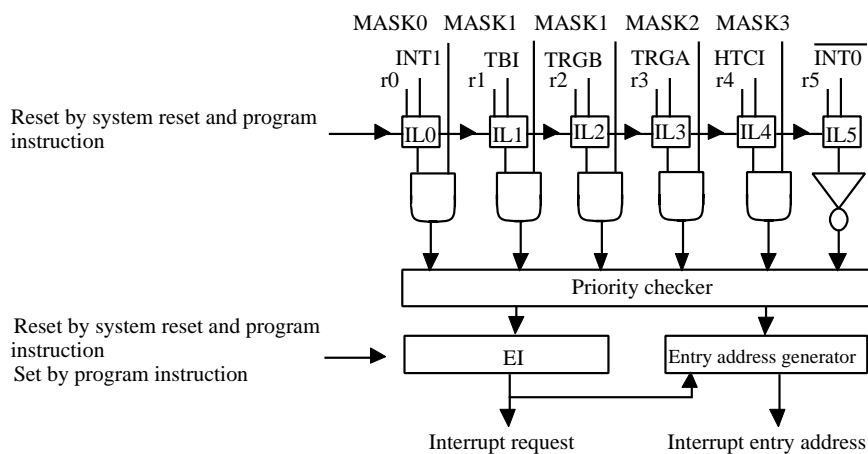 MASK0 MASK1 MASK1 MASK2 MASK3
INT1 TBI TRGB TRGA HTCI INT0
r0 r1 r2 r3 r4 r5
Reset by system reset and program
instruction
IL0 IL1 IL2 IL3 IL4 IL5
Priority checker
Reset by system reset and program
instruction
Set by program instruction
EI
Entry address generator
Interrupt request
Interrupt entry address